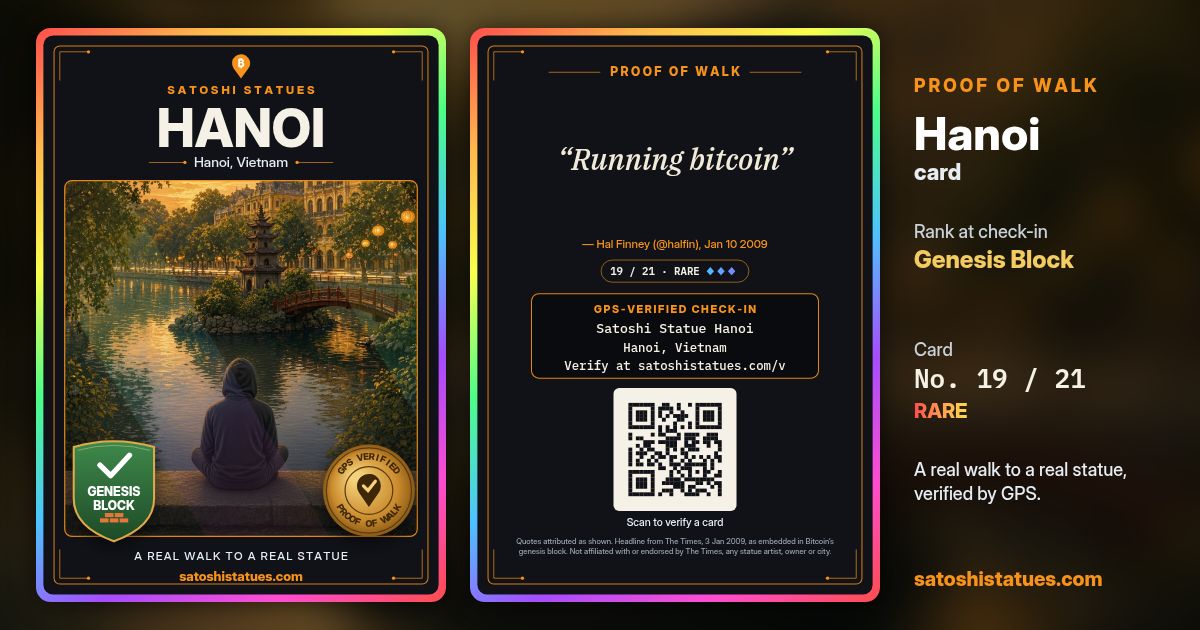 SATOSHI STATUES
HANOI
Hanoi, Vietnam
GENESIS
BLOCK
GPS VERIFIED
PROOF OF WALK
A REAL WALK TO A REAL STATUE
satoshistatues.com
PROOF OF WALK
“Running bitcoin”
— Hal Finney (@halfin), Jan 10 2009
19 / 21 · RARE
GPS-VERIFIED CHECK-IN
Satoshi Statue Hanoi
Hanoi, Vietnam
Verify at satoshistatues.com/v
Scan to verify a card
Quotes attributed as shown. Headline from The Times, 3 Jan 2009, as embedded in Bitcoin's
genesis block. Not affiliated with or endorsed by The Times, any statue artist, owner or city.
PROOF OF WALK
Hanoi
card
Rank at check-in
Genesis Block
Card
No. 19 / 21
RARE
A real walk to a real statue,
verified by GPS.
satoshistatues.com